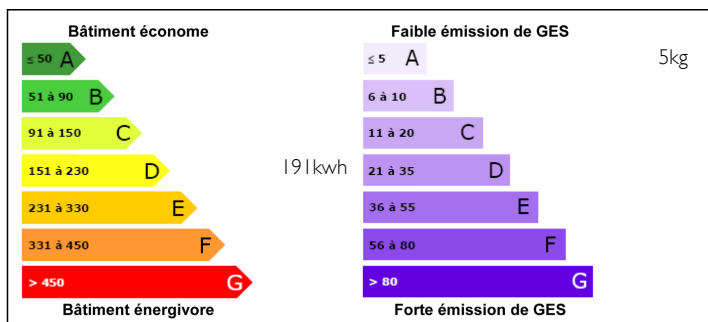 Bâtiment économe
≤ 50 A
51 à 90 B
91 à 150 C
151 à 230 D
231 à 330 E
331 à 450 F
> 450 G
Bâtiment énergivore
191kwh
Faible émission de GES
≤ 5 A
6 à 10 B
11 à 20 C
21 à 35 D
36 à 55 E
56 à 80 F
> 80 G
Forte émission de GES
5kg